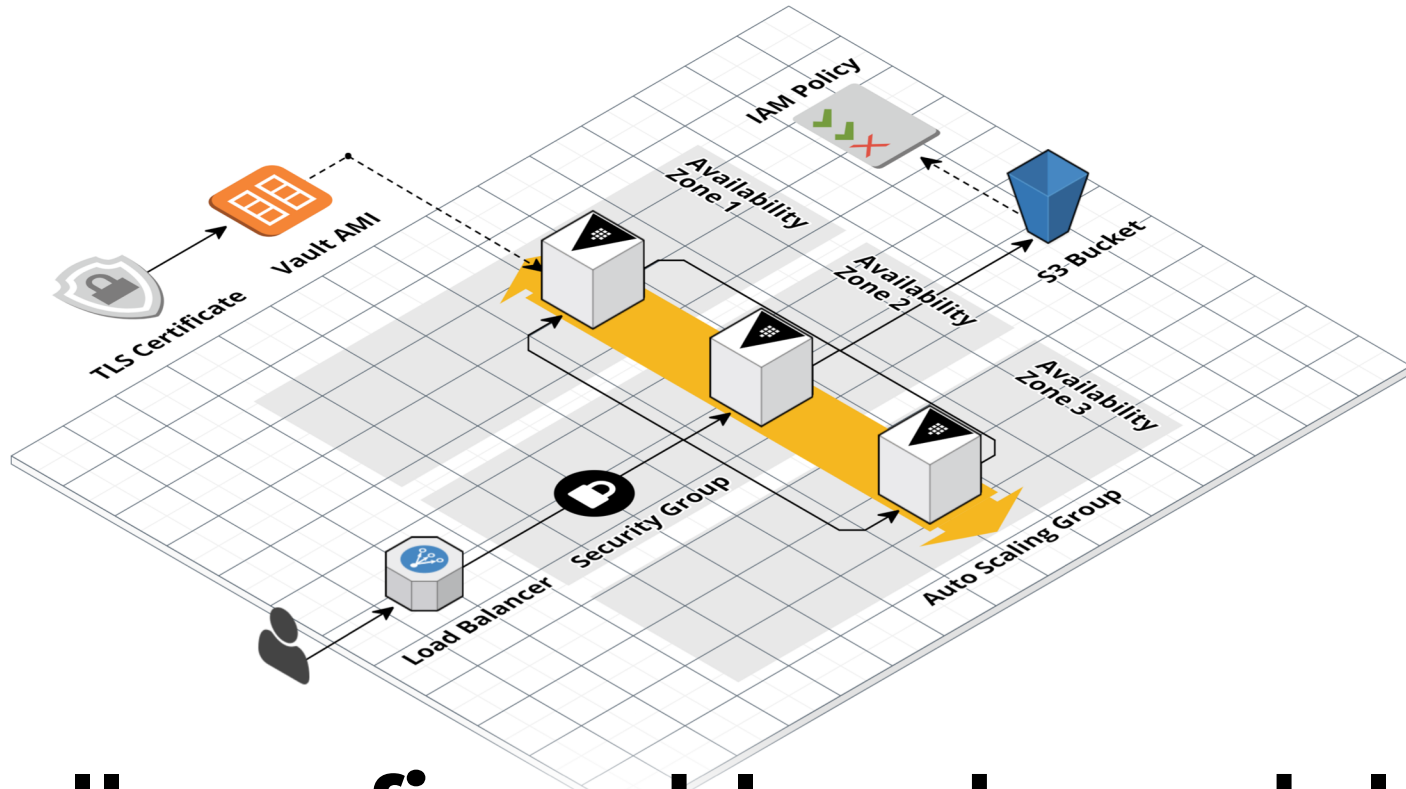 IAM Policy
Availability
Zone 1
Vault AMI
S3 Bucket
Availability
Zone 2
TLS Certificate
Availability
Zone 3
Security Group
Auto Scaling Group
Load Balancer